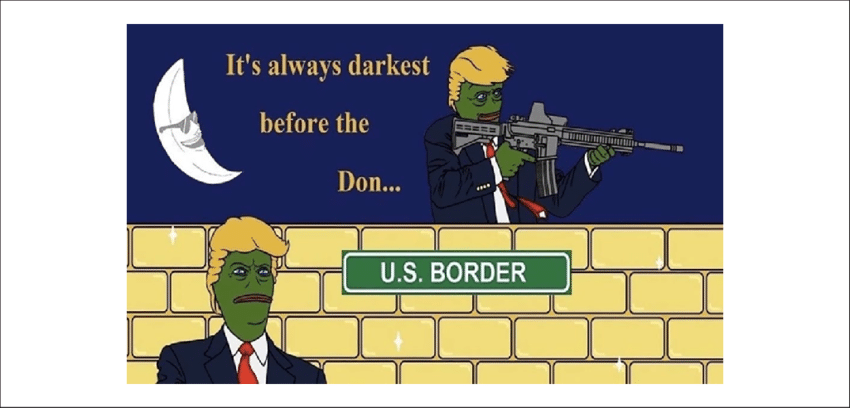 It's always darkest
before the
Don...
U.S. BORDER